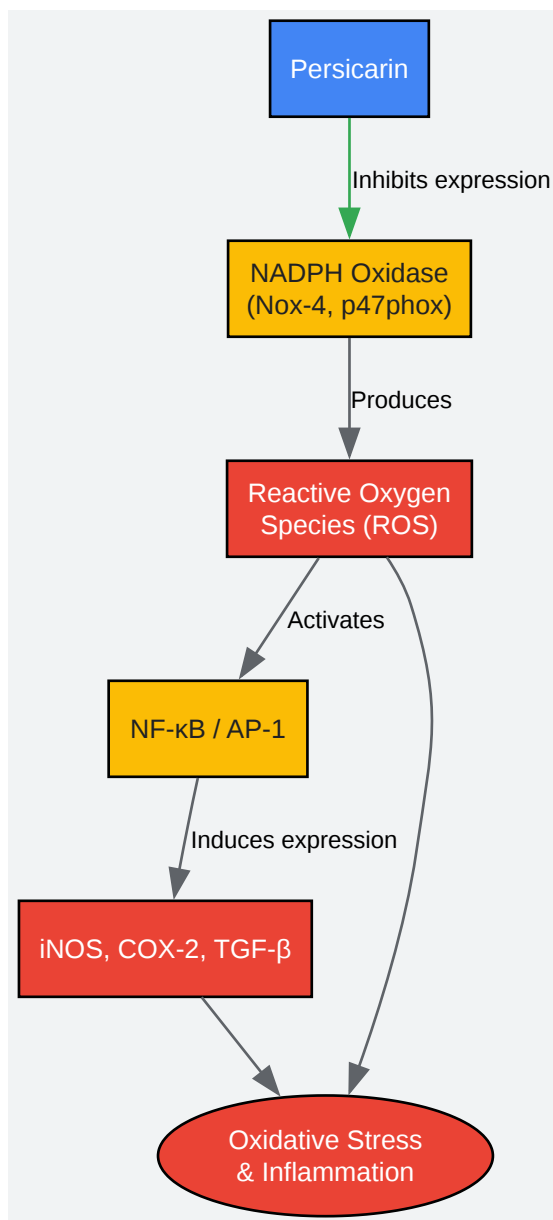 Persicarin
Inhibits expression
NADPH Oxidase
(Nox-4, p47phox)
Produces
Reactive Oxygen
Species (ROS)
Activates
NF-κB / AP-1
Induces expression
iNOS, COX-2, TGF-β
Oxidative Stress
& Inflammation